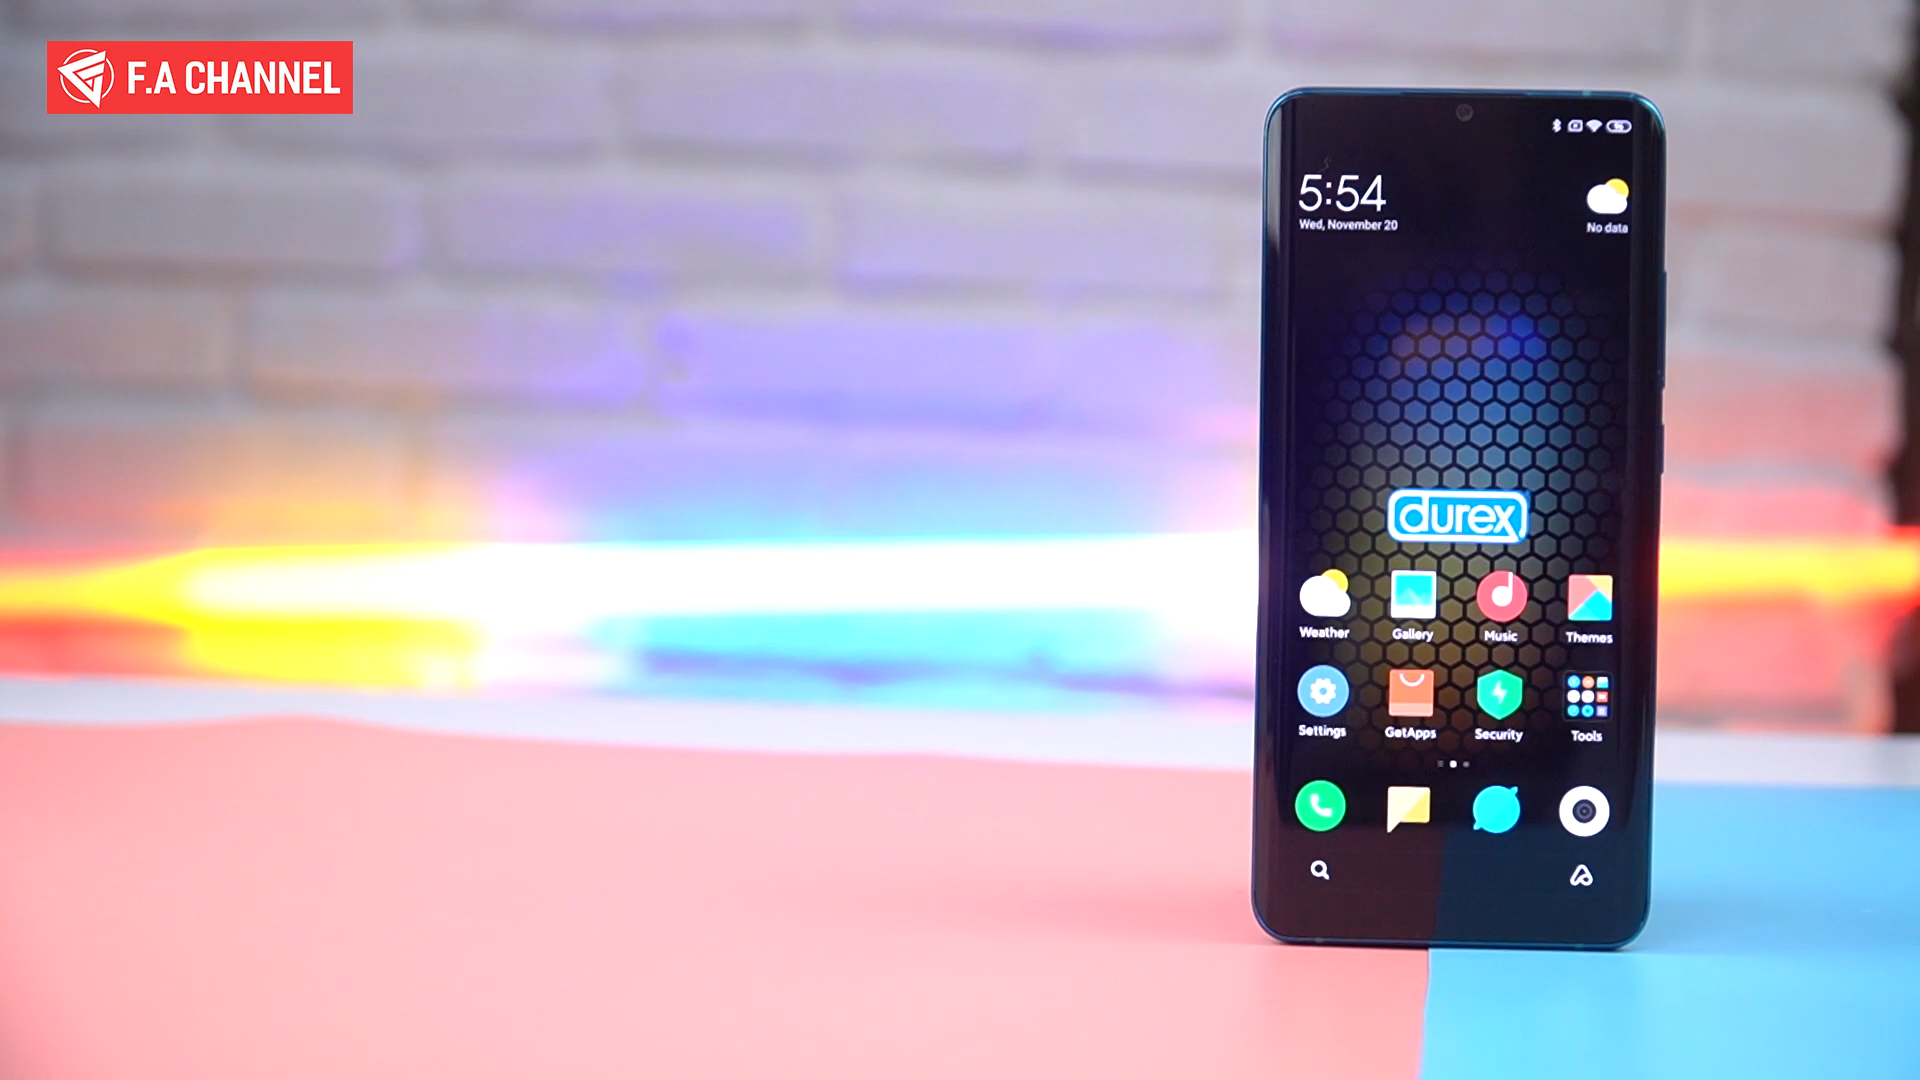 F.A CHANNEL
5:54
Wed, November 20
No data
durex
Weather Gallery Music Themes
Settings GetApps Security Tools